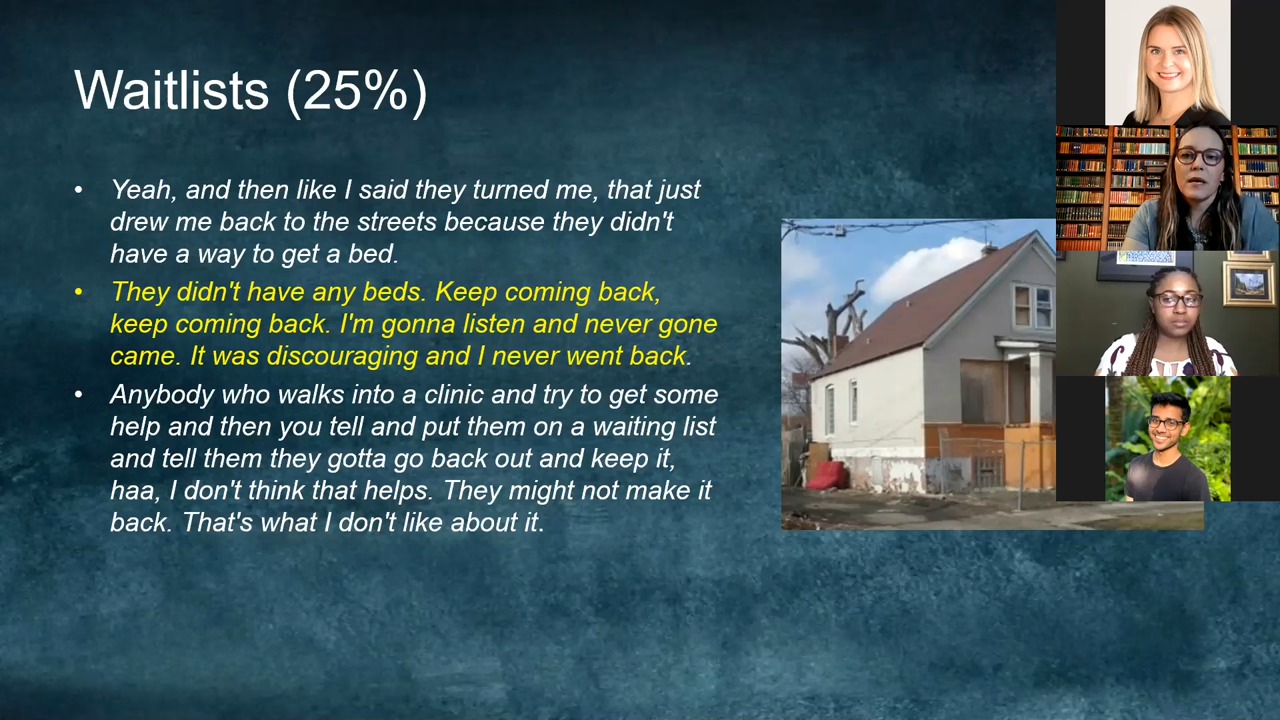 Waitlists (25%)
• Yeah, and then like I said they turned me, that just
drew me back to the streets because they didn't
have a way to get a bed.
• They didn't have any beds. Keep coming back,
keep coming back. I'm gonna listen and never gone
came. It was discouraging and I never went back.
• Anybody who walks into a clinic and try to get some
help and then you tell and put them on a waiting list
and tell them they gotta go back out and keep it,
haa, I don't think that helps. They might not make it
back. That's what I don't like about it.